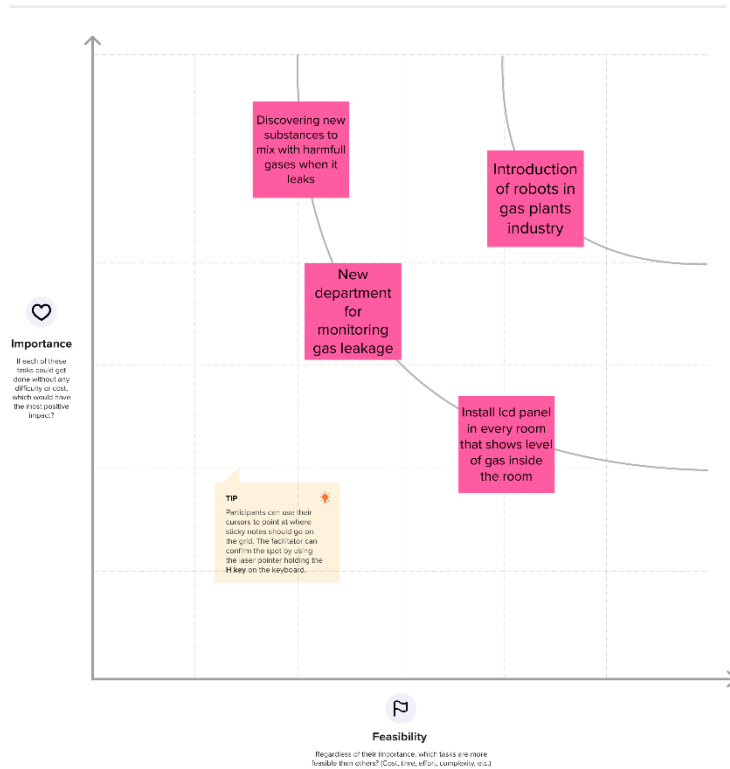 Discovering new
substances to
mix with harmfull
gases when it
leaks
Introduction
of robots in
gas plants
industry
New
department
for
monitoring
gas leakage
Importance
If each of these
tasks could get
done without any
difficulty or cost,
which would have
the most positive
impact?
Install lcd panel
in every room
that shows level
of gas inside
the room
TIP
Participants can use their
cursors to point at where
sticky notes should go on
the grid. The facilitator can
confirm the spot by using
the laser pointer holding the
H key on the keyboard.
Feasibility
Regardless of their importance, which tasks are more
feasible than others? (Cost, time, effort, complexity, etc.)